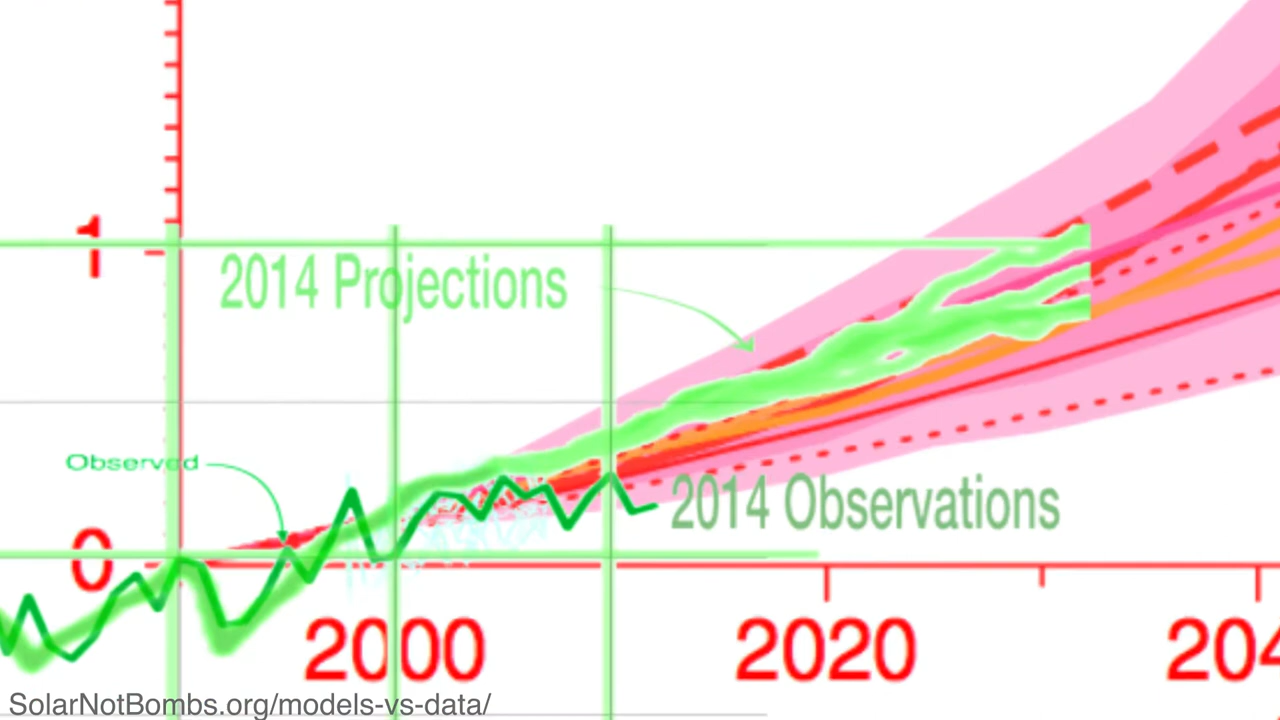 1
2014 Projections
Observed
2014 Observations
0
2000
2020
204
SolarNotBombs.org/models-vs-data/